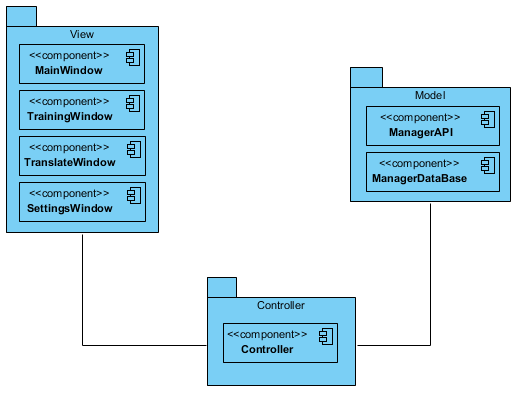 View
<<component>>
MainWindow
<<component>>
TrainingWindow
<<component>>
TranslateWindow
<<component>>
SettingsWindow
Model
<<component>>
ManagerAPI
<<component>>
ManagerDataBase
Controller
<<component>>
Controller